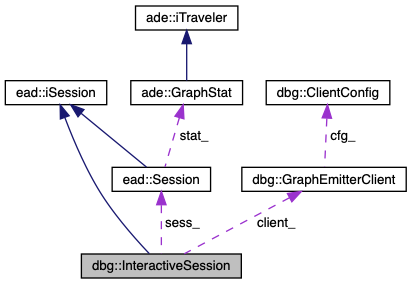 ade::iTraveler
ead::iSession
ade::GraphStat
dbg::ClientConfig
stat_
cfg_
ead::Session
dbg::GraphEmitterClient
sess_
client_
dbg::InteractiveSession